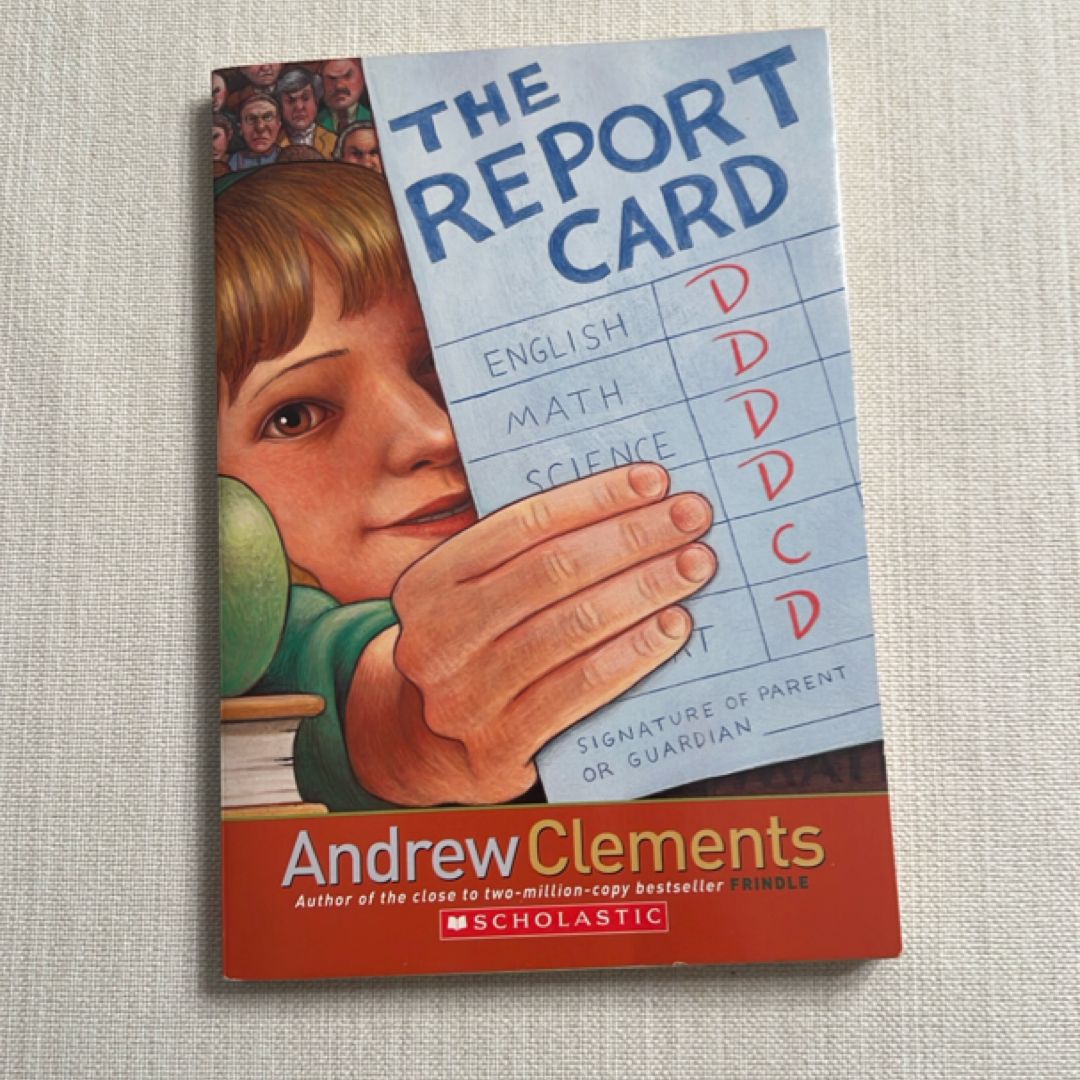 THE
REPORT
CARD
ENGLISH D
MATH D
SCIENCE D
D
C
D
SIGNATURE OF PARENT
OR GUARDIAN
Andrew Clements
Author of the close to two-million-copy bestseller FRINDLE
SCHOLASTIC